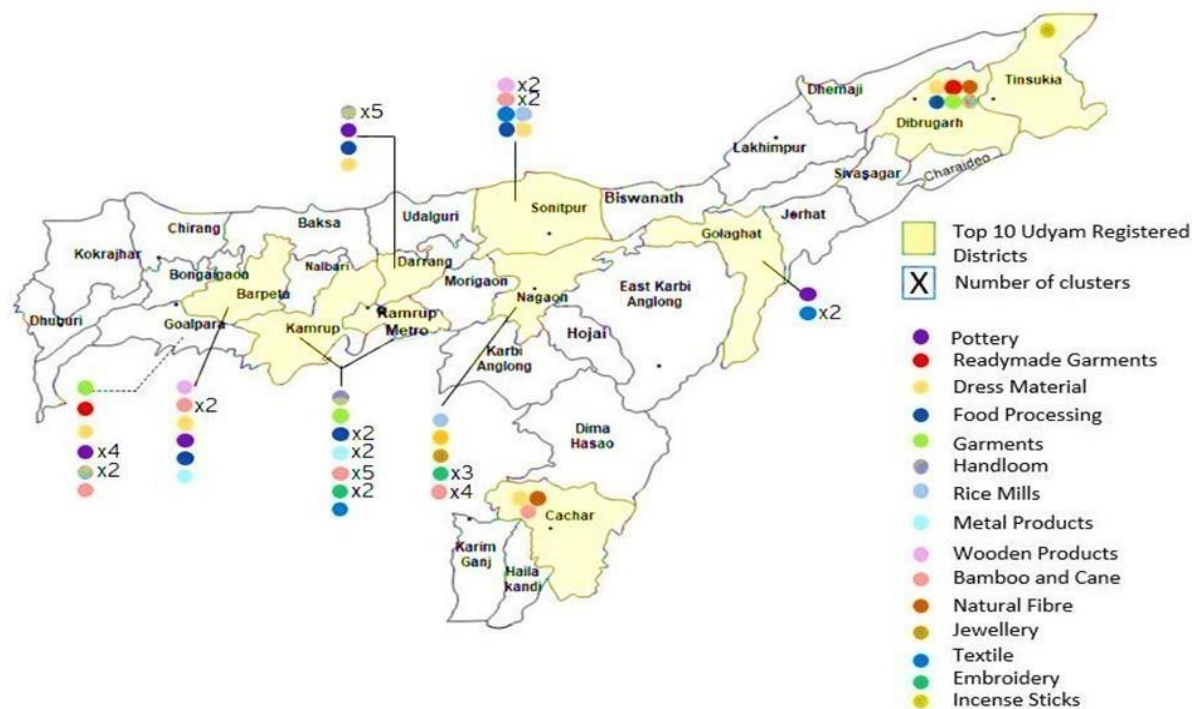 x2
x2
x5
Tinsukia
Dhemaji
Dibrugarh
Lakhimpur
Sivasagar
Charaideo
Biswanath
Sonitpur
Jorhat
Udalguri
Baksa
Chirang
Golaghat
Kokrajhar
Darrang
Nalbari
Bongaigaon
Morigaon
Barpeta
Nagaon
East Karbi
Anglong
Dhuburi
Goalpara
Kamrup
Kamrup
Metro
Hojai
Karbi
Anglong
x2
Dima
Hasao
x4
x2
x2
x2
x2
x5
x2
x3
x4
Cachar
Karim
Ganj
Haila
kandi
Top 10 Udyam Registered
Districts
X Number of clusters
Pottery
Readymade Garments
Dress Material
Food Processing
Garments
Handloom
Rice Mills
Metal Products
Wooden Products
Bamboo and Cane
Natural Fibre
Jewellery
Textile
Embroidery
Incense Sticks